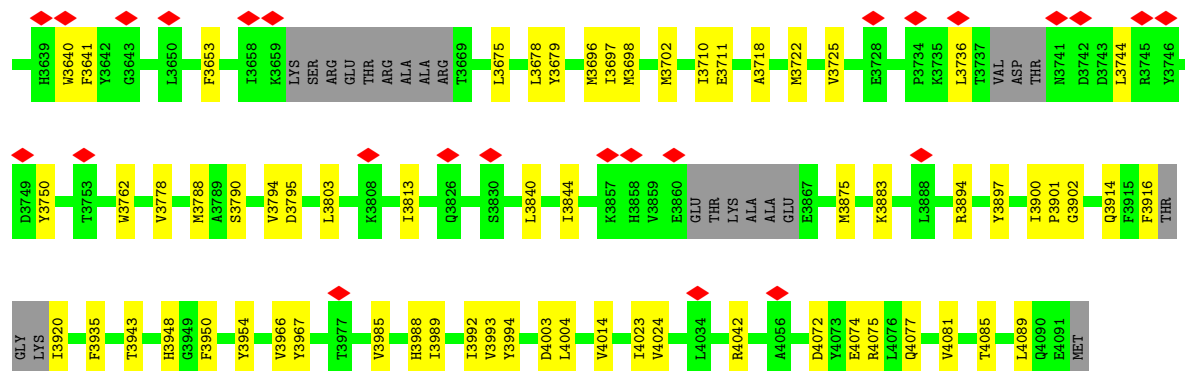 H3639 W3640 F3641 Y3642 G3643 L3650 F3653 I3658 K3659 LYS SER ARG GLU THR ARG ALA ALA ARG T3669 L3675 L3678 Y3679 M3696 I3697 M3698 M3702 I3710 E3711 A3718 M3722 V3725 E3728 P3734 K3735 L3736 T3737 VAL ASP THR N3741 D3742 D3743 L3744 R3745 Y3746
D3749 Y3750 T3753 W3762 V3778 M3788 A3789 S3790 V3794 D3795 L3803 K3808 I3813 Q3826 S3830 L3840 I3844 K3857 H3858 V3859 E3860 GLU THR LYS ALA ALA GLU E3867 M3875 K3883 L3888 R3894 Y3897 I3900 P3901 G3902 Q3914 F3915 F3916 THR
GLY LYS I3920 F3935 T3943 H3948 G3949 F3950 Y3954 V3966 Y3967 T3977 V3985 H3988 I3989 I3992 V3993 Y3994 D4003 L4004 V4014 I4023 V4024 L4034 R4042 A4056 D4072 Y4073 E4074 R4075 L4076 Q4077 V4081 T4085 L4089 Q4090 E4091 MET